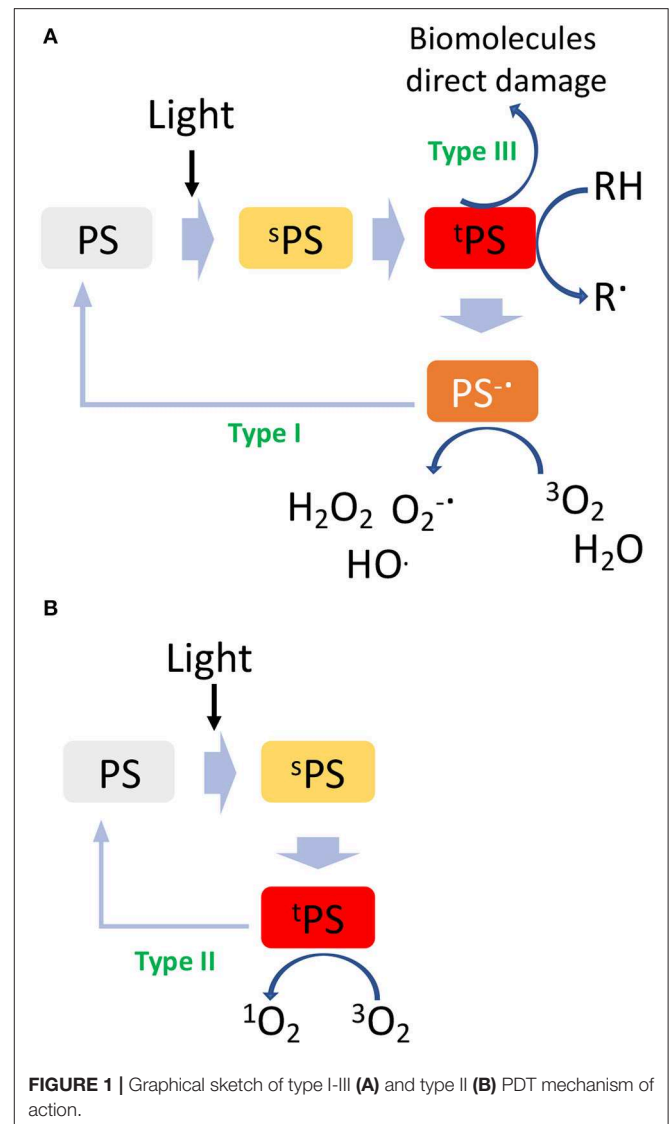 A
Biomolecules
direct damage
Light
Type III
RH
PS
ˢPS
ᵗPS
R·
PS⁻·
Type I
H₂O₂ O₂⁻·
³O₂
H₂O
HO·
B
Light
PS
ˢPS
ᵗPS
Type II
¹O₂
³O₂
FIGURE 1 | Graphical sketch of type I-III (A) and type II (B) PDT mechanism of
action.